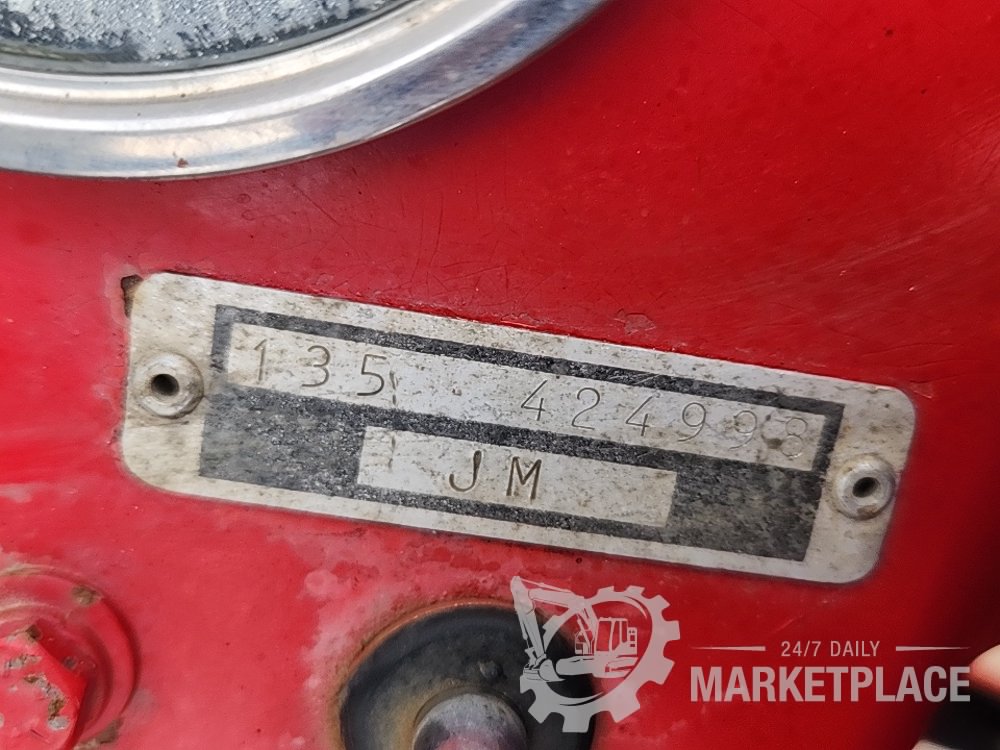 135 424998
JM
24/7 DAILY
MARKETPLACE